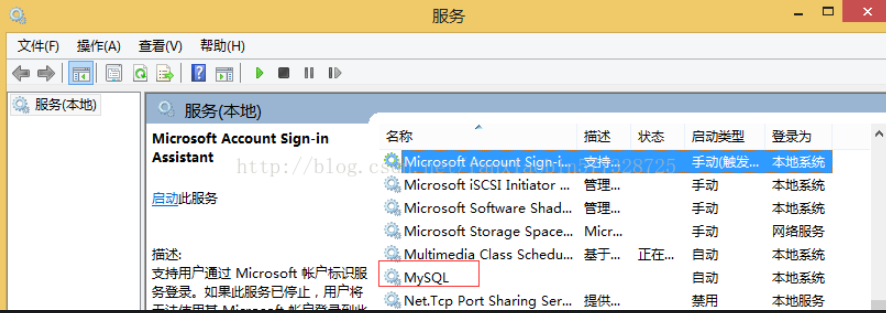 服务
文件(F) 操作(A) 查看(V) 帮助(H)
服务(本地)
服务(本地)
Microsoft Account Sign-in
Assistant
启动此服务
描述:
支持用户通过 Microsoft 帐户标识服
务登录。如果此服务已停止，用户将
名称 描述 状态 启动类型 登录为
Microsoft Account Sign-i... 支持... 手动(触发... 本地系统
Microsoft iSCSI Initiator ... 管理... 手动 本地系统
Microsoft Software Shad... 管理... 手动 本地系统
Microsoft Storage Space... Micr... 手动 网络服务
Multimedia Class Schedu... 基于... 正在... 自动 本地系统
MySQL 自动 本地系统
Net.Tcp Port Sharing Ser... 提供... 禁用 本地服务